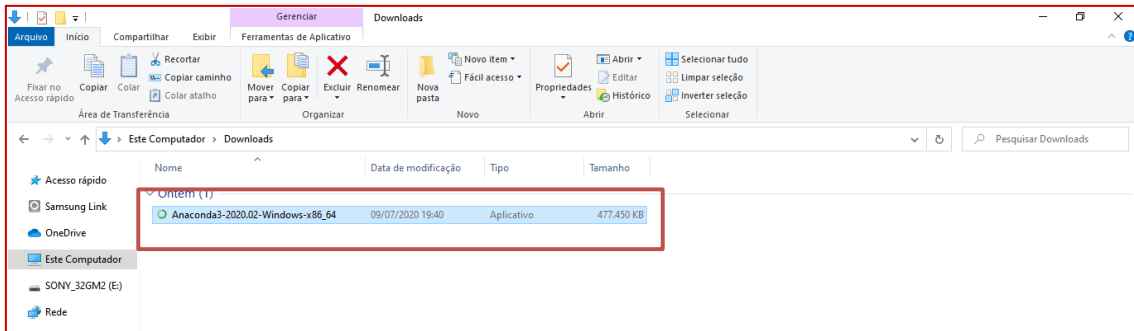 Gerenciar
Downloads
Arquivo Início Compartilhar Exibir Ferramentas de Aplicativo
Fixar no Acesso rápido
Copiar
Colar
Recortar
Copiar caminho
Colar atalho
Área de Transferência
Mover para
Copiar para
Excluir
Renomear
Organizar
Nova pasta
Novo item
Fácil acesso
Novo
Propriedades
Abrir
Editar
Histórico
Abrir
Selecionar tudo
Limpar seleção
Inverter seleção
Selecionar
Este Computador > Downloads
Pesquisar Downloads
Acesso rápido
Samsung Link
OneDrive
Este Computador
SONY_32GM2 (E:)
Rede
Nome Data de modificação Tipo Tamanho
Ontem (1)
Anaconda3-2020.02-Windows-x86_64 09/07/2020 19:40 Aplicativo 477.450 KB